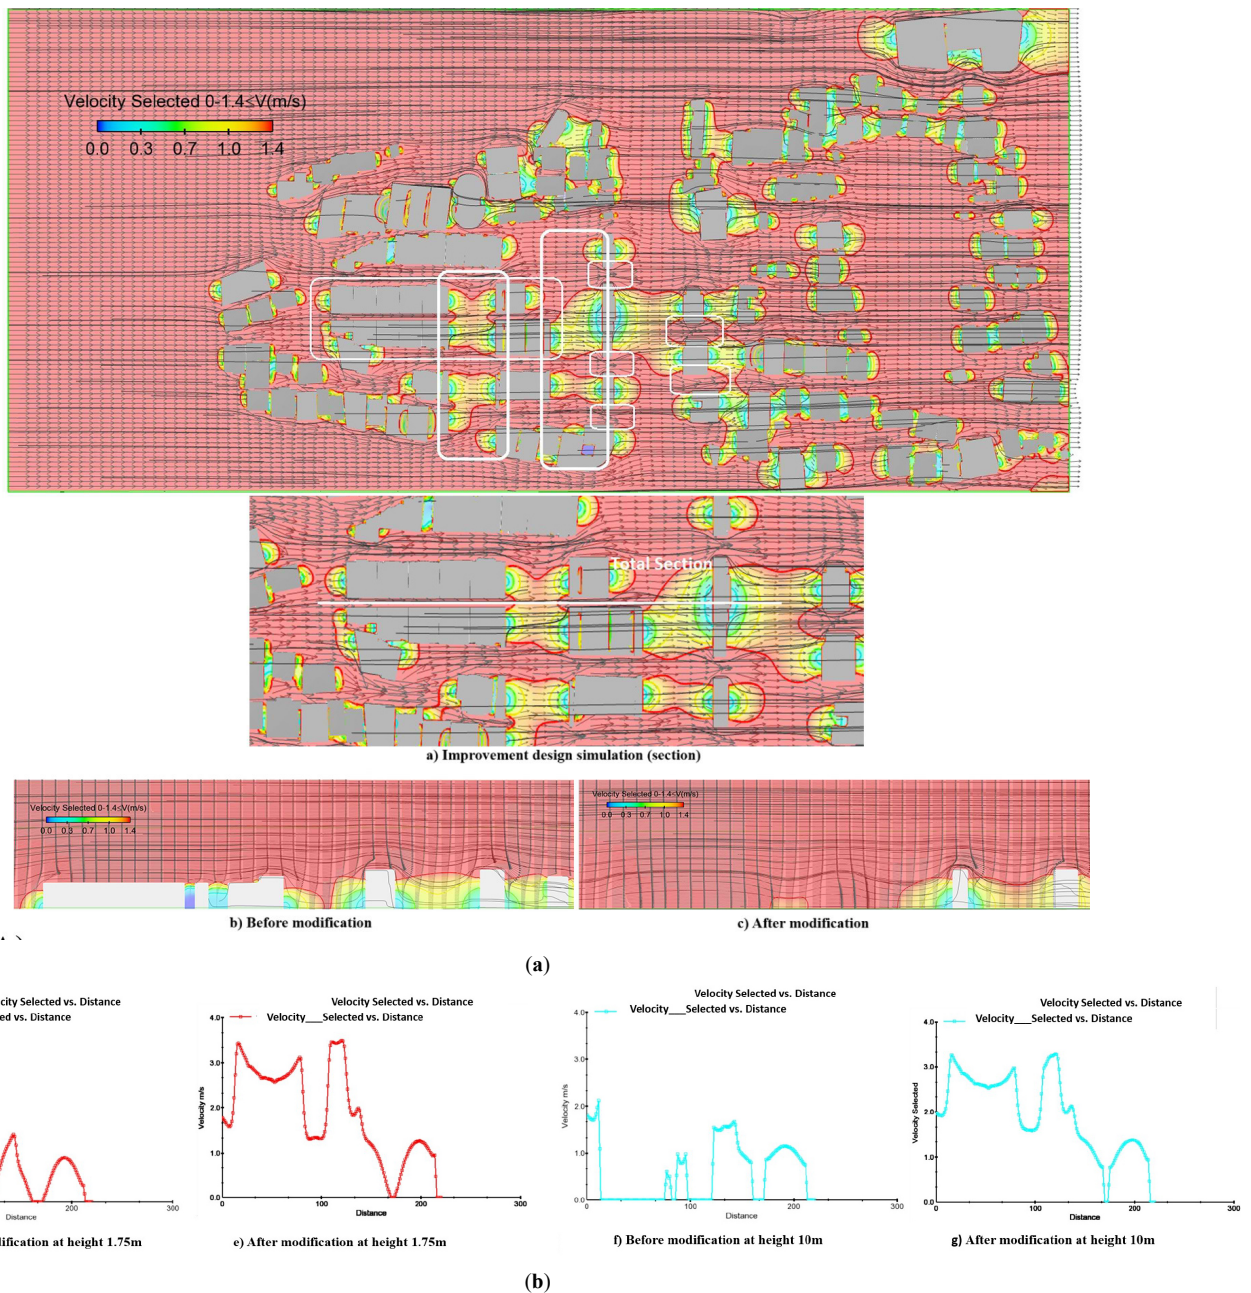 Velocity Selected 0-1.4≤V(m/s)
0.0 0.3 0.7 1.0 1.4
Total Section
a) Improvement design simulation (section)
Velocity Selected 0-1.4≤V(m/s)
0.0 0.3 0.7 1.0 1.4
Velocity Selected 0-1.4≤V(m/s)
0.0 0.3 0.7 1.0 1.4
b) Before modification
c) After modification
(a)
city Selected vs. Distance
ed vs. Distance
200 300
Distance
ification at height 1.75m
Velocity Selected vs. Distance
Velocity___Selected vs. Distance
4.0
3.0
2.0
1.0
0.0
Velocity m/s
0 100 200 300
Distance
e) After modification at height 1.75m
Velocity Selected vs. Distance
Velocity___Selected vs. Distance
4.0
3.0
2.0
1.0
0.0
Velocity m/s
0 100 200 300
Distance
f) Before modification at height 10m
Velocity Selected vs. Distance
Velocity___Selected vs. Distance
4.0
3.0
2.0
1.0
0.0
Velocity Selected
0 100 200 300
Distance
g) After modification at height 10m
(b)